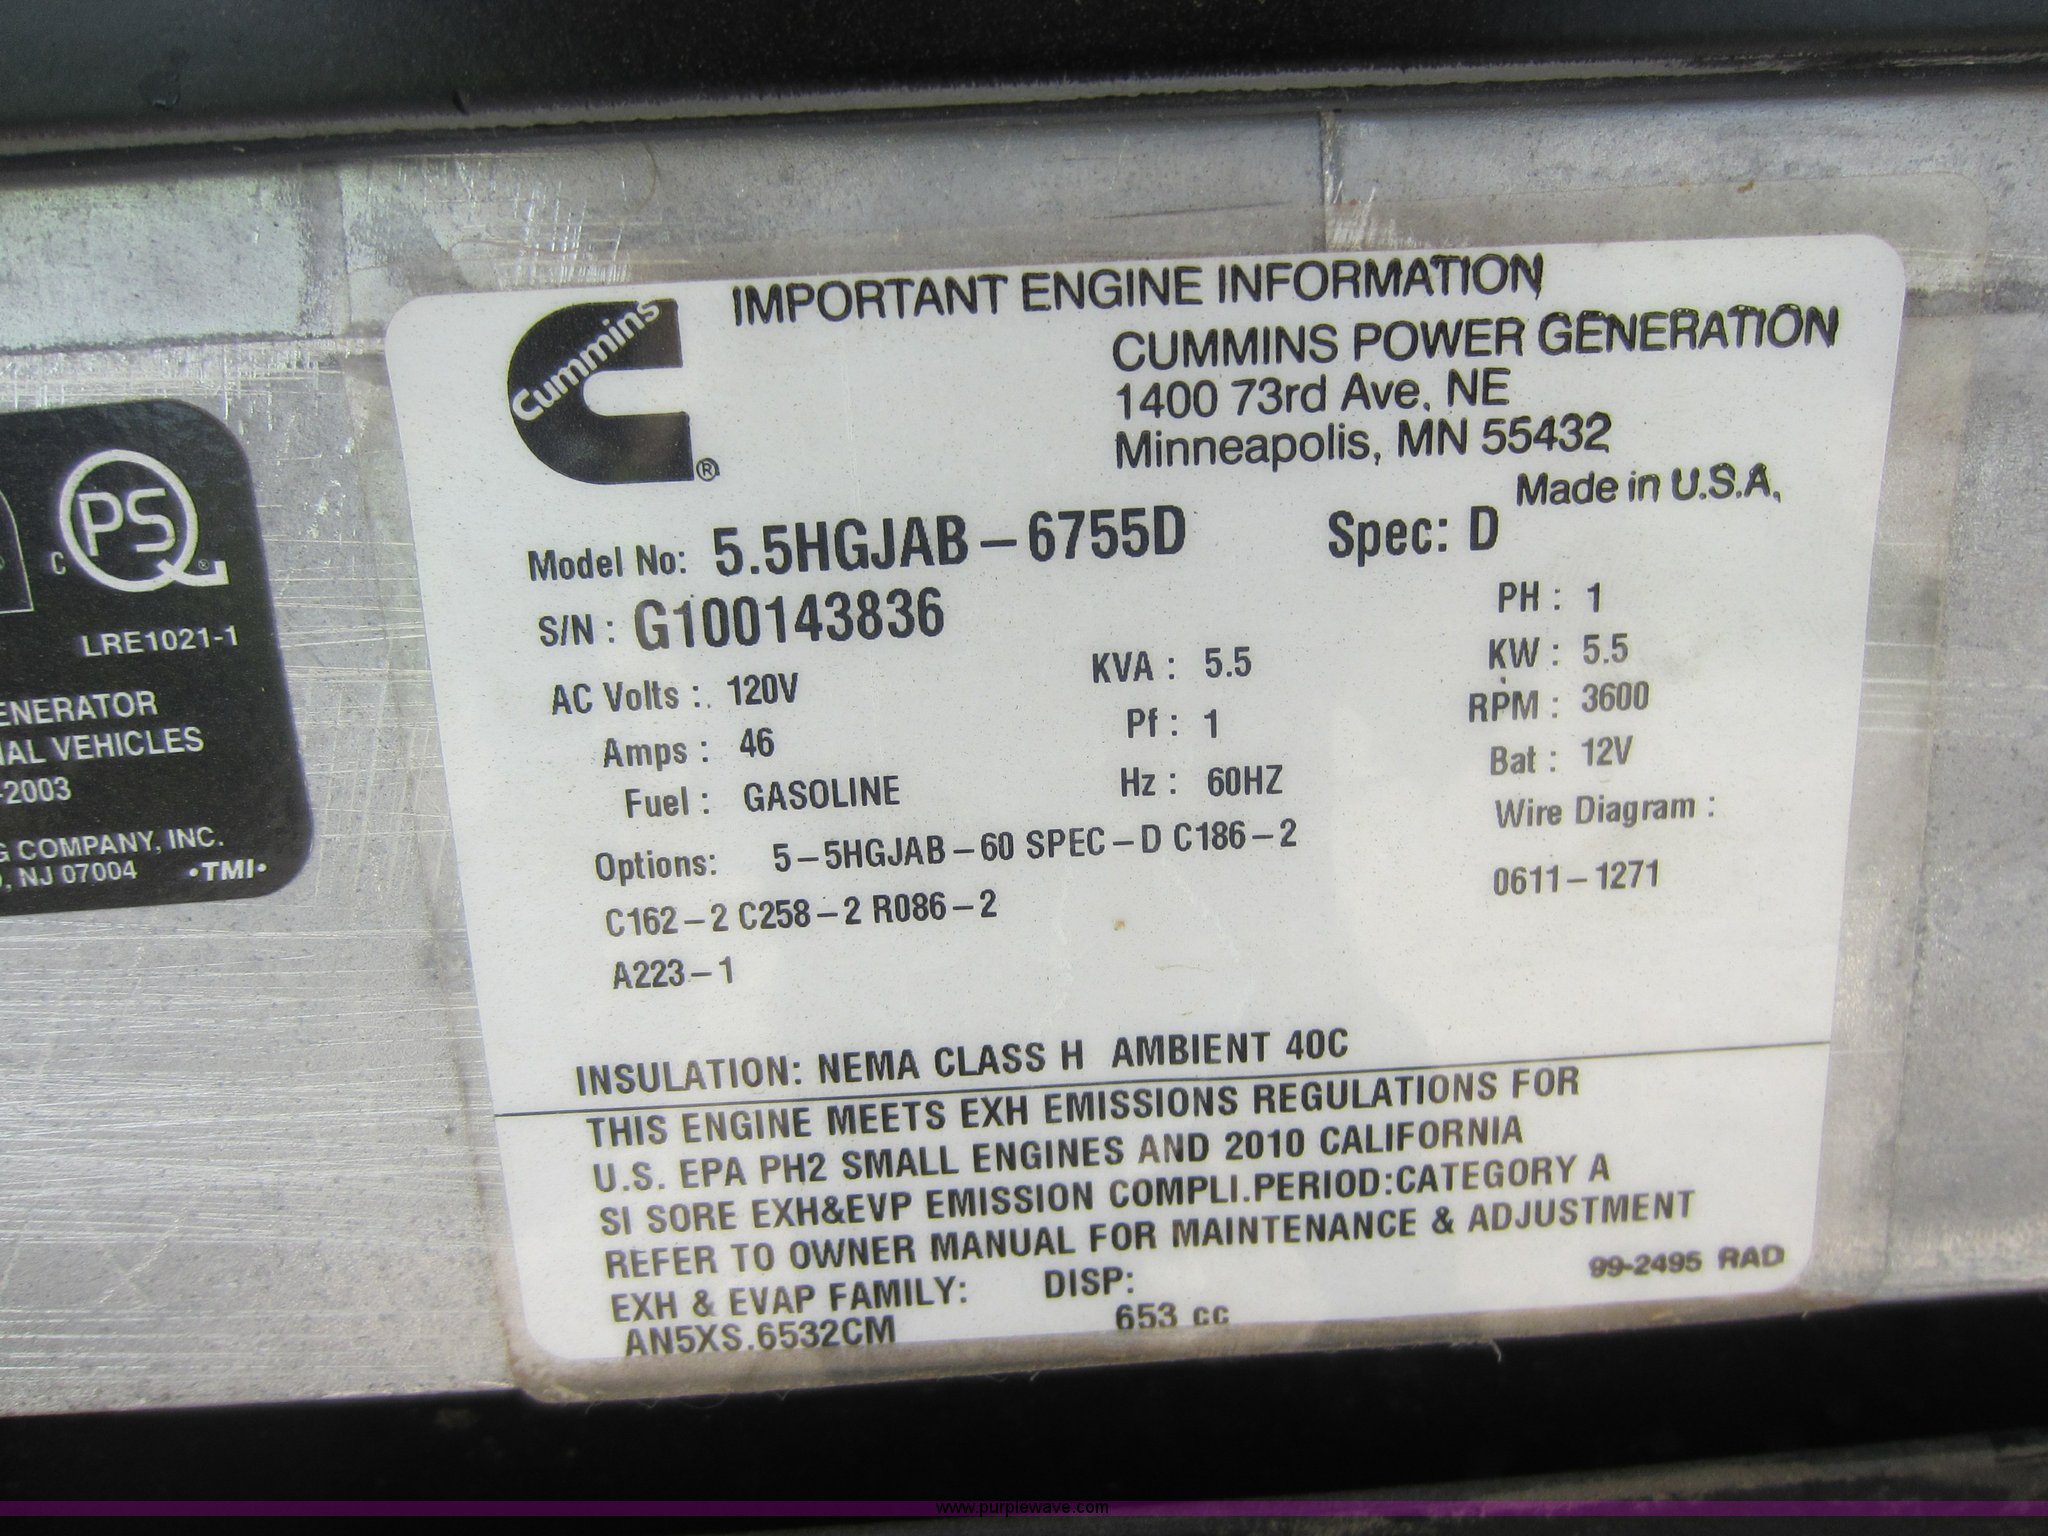 IMPORTANT ENGINE INFORMATION
Cummins
®
CUMMINS POWER GENERATION
1400 73rd Ave. NE
Minneapolis, MN 55432
Made in U.S.A.
Model No: 5.5HGJAB-6755D Spec: D
S/N : G100143836 PH : 1
AC Volts : 120V KVA : 5.5 KW : 5.5
Amps : 46 Pf : 1 RPM : 3600
Fuel : GASOLINE Hz : 60HZ Bat : 12V
Options: 5-5HGJAB-60 SPEC-D C186-2 Wire Diagram :
C162-2 C258-2 R086-2 0611-1271
A223-1
INSULATION: NEMA CLASS H AMBIENT 40C
THIS ENGINE MEETS EXH EMISSIONS REGULATIONS FOR
U.S. EPA PH2 SMALL ENGINES AND 2010 CALIFORNIA
SI SORE EXH&EVP EMISSION COMPLI.PERIOD:CATEGORY A
REFER TO OWNER MANUAL FOR MAINTENANCE & ADJUSTMENT
EXH & EVAP FAMILY: DISP: 99-2495 RAD
AN5XS.6532CM 653 cc
C PS ®
LRE1021-1
ENERATOR
IAL VEHICLES
-2003
G COMPANY, INC.
, NJ 07004 •TMI•
www.purplewave.com